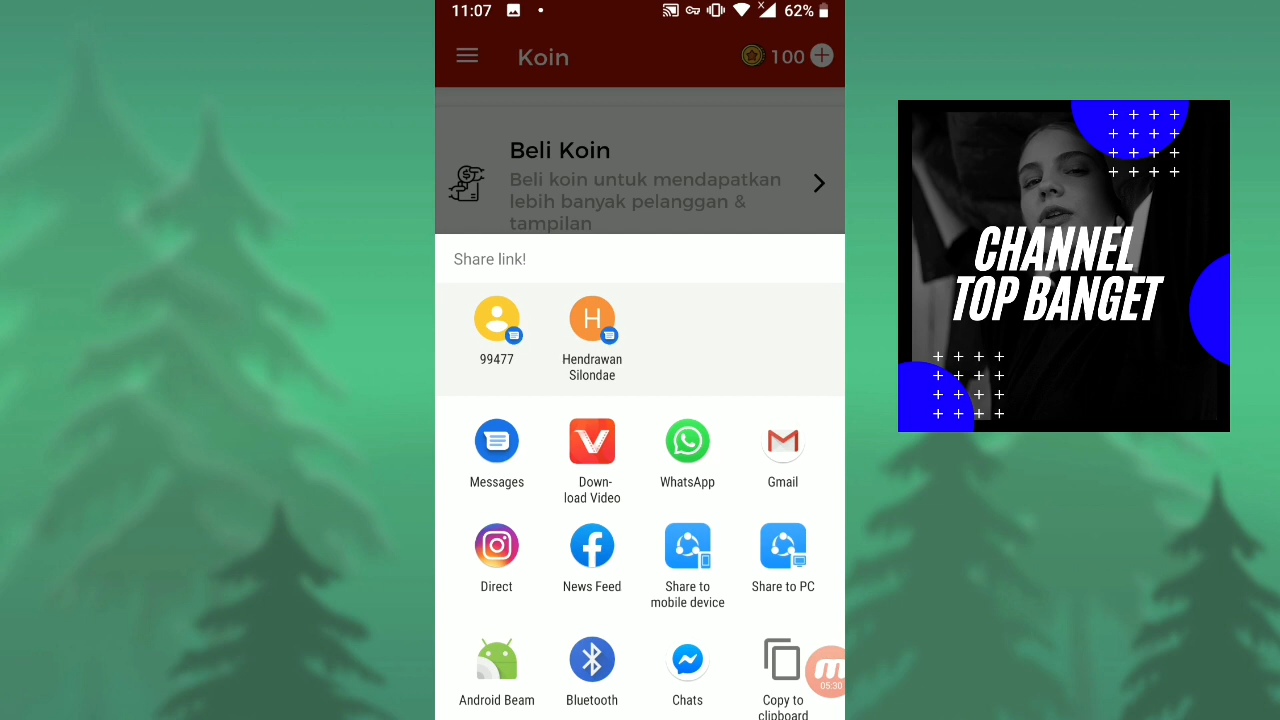 11:07
62%
Koin
100
Beli Koin
Beli koin untuk mendapatkan
lebih banyak pelanggan &
tampilan
Share link!
99477
Hendrawan
Silondae
H
Messages
Down-
load Video
WhatsApp
Gmail
Direct
News Feed
Share to
mobile device
Share to PC
Android Beam
Bluetooth
Chats
Copy to
clipboard
05:30
CHANNEL
TOP BANGET